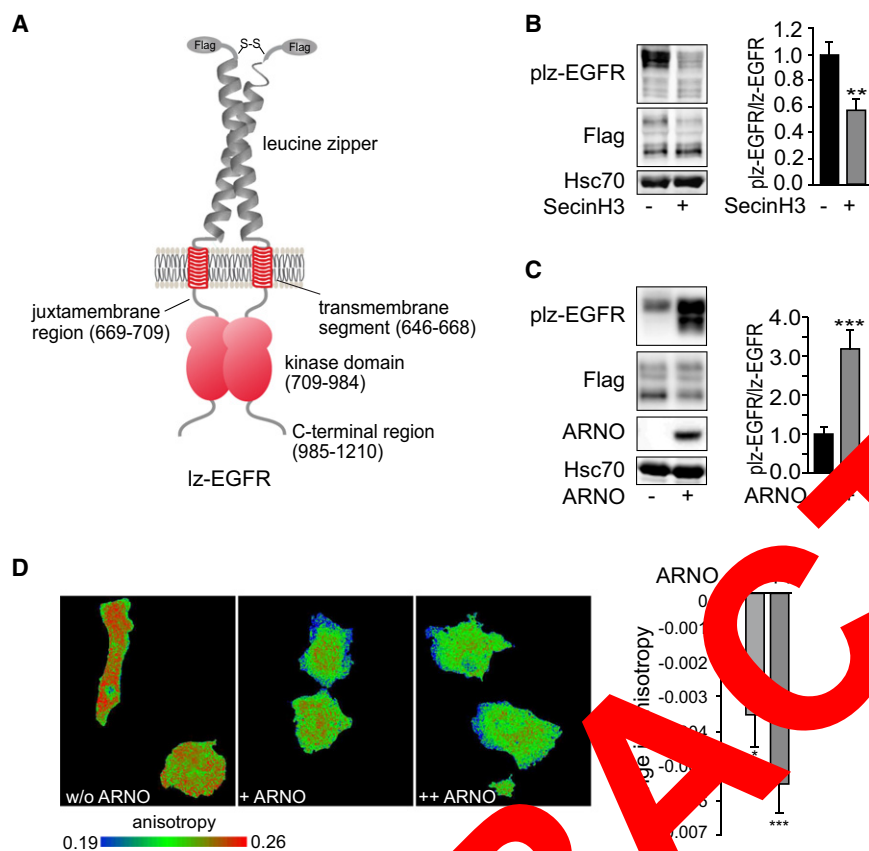 A
Flag
S-S
Flag
leucine zipper
juxtamembrane
region (669-709)
transmembrane
segment (646-668)
kinase domain
(709-984)
C-terminal region
(985-1210)
lz-EGFR
B
plz-EGFR
Flag
Hsc70
SecinH3 - +
plz-EGFR/lz-EGFR
1.2
1.0
0.8
0.6
0.4
0.2
0.0
**
SecinH3 - +
C
plz-EGFR
Flag
ARNO
Hsc70
ARNO - +
plz-EGFR/lz-EGFR
4.0
3.0
2.0
1.0
0.0
***
ARNO
D
w/o ARNO
+ ARNO
++ ARNO
anisotropy
0.19
0.26
ARNO
0
-0.001
-0.002
-0.003
*
***